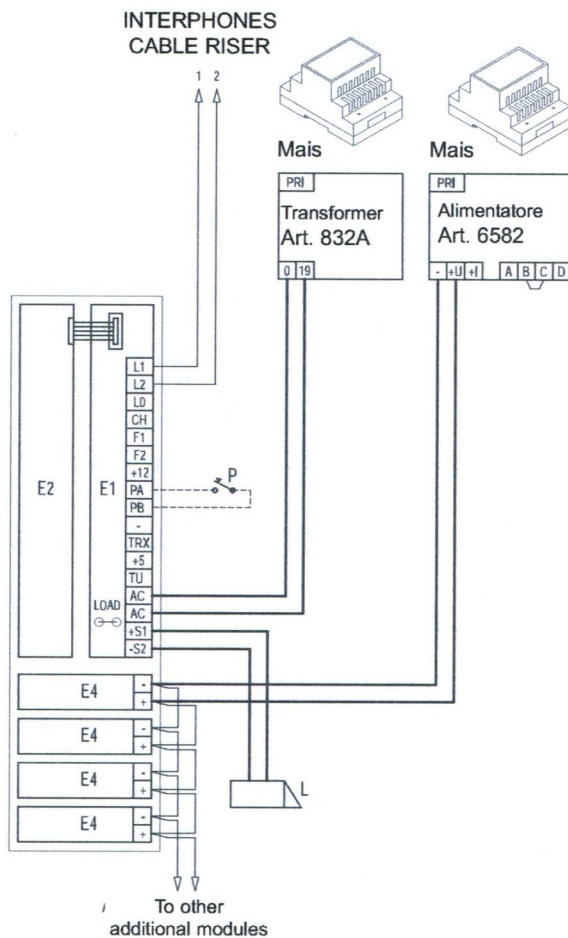 INTERPHONES
CABLE RISER
1 2
Mais
Mais
PRI
Transformer
Art. 832A
0 19
PRI
Alimentatore
Art. 6582
- +U +I A B C D
L1
L2
L0
CH
F1
F2
+12
PA
PB
-
TRX
+5
TU
AC
AC
+S1
-S2
E2
E1
P
LOAD
E4
-
+
E4
-
+
E4
-
+
E4
-
+
L
To other
additional modules